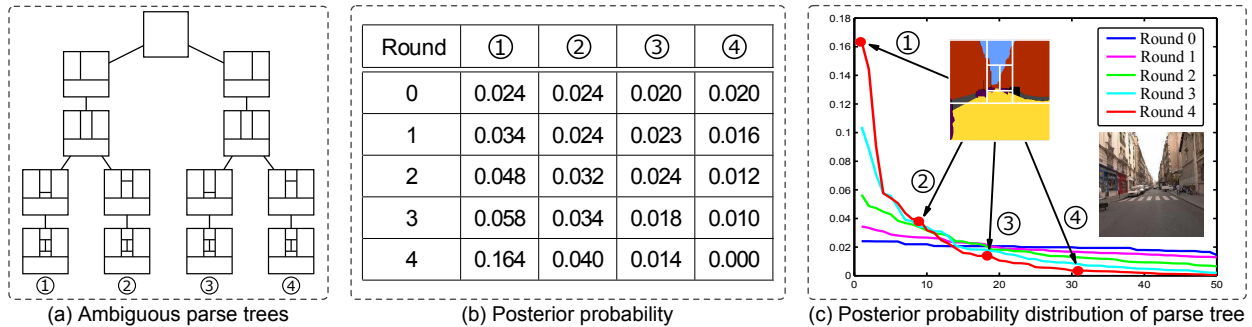 ① ② ③ ④
(a) Ambiguous parse trees
Round ① ② ③ ④
0 0.024 0.024 0.020 0.020
1 0.034 0.024 0.023 0.016
2 0.048 0.032 0.024 0.012
3 0.058 0.034 0.018 0.010
4 0.164 0.040 0.014 0.000
(b) Posterior probability
0.18
0.16
0.14
0.12
0.1
0.08
0.06
0.04
0.02
0
0 10 20 30 40 50
①
②
③
④
Round 0
Round 1
Round 2
Round 3
Round 4
(c) Posterior probability distribution of parse tree